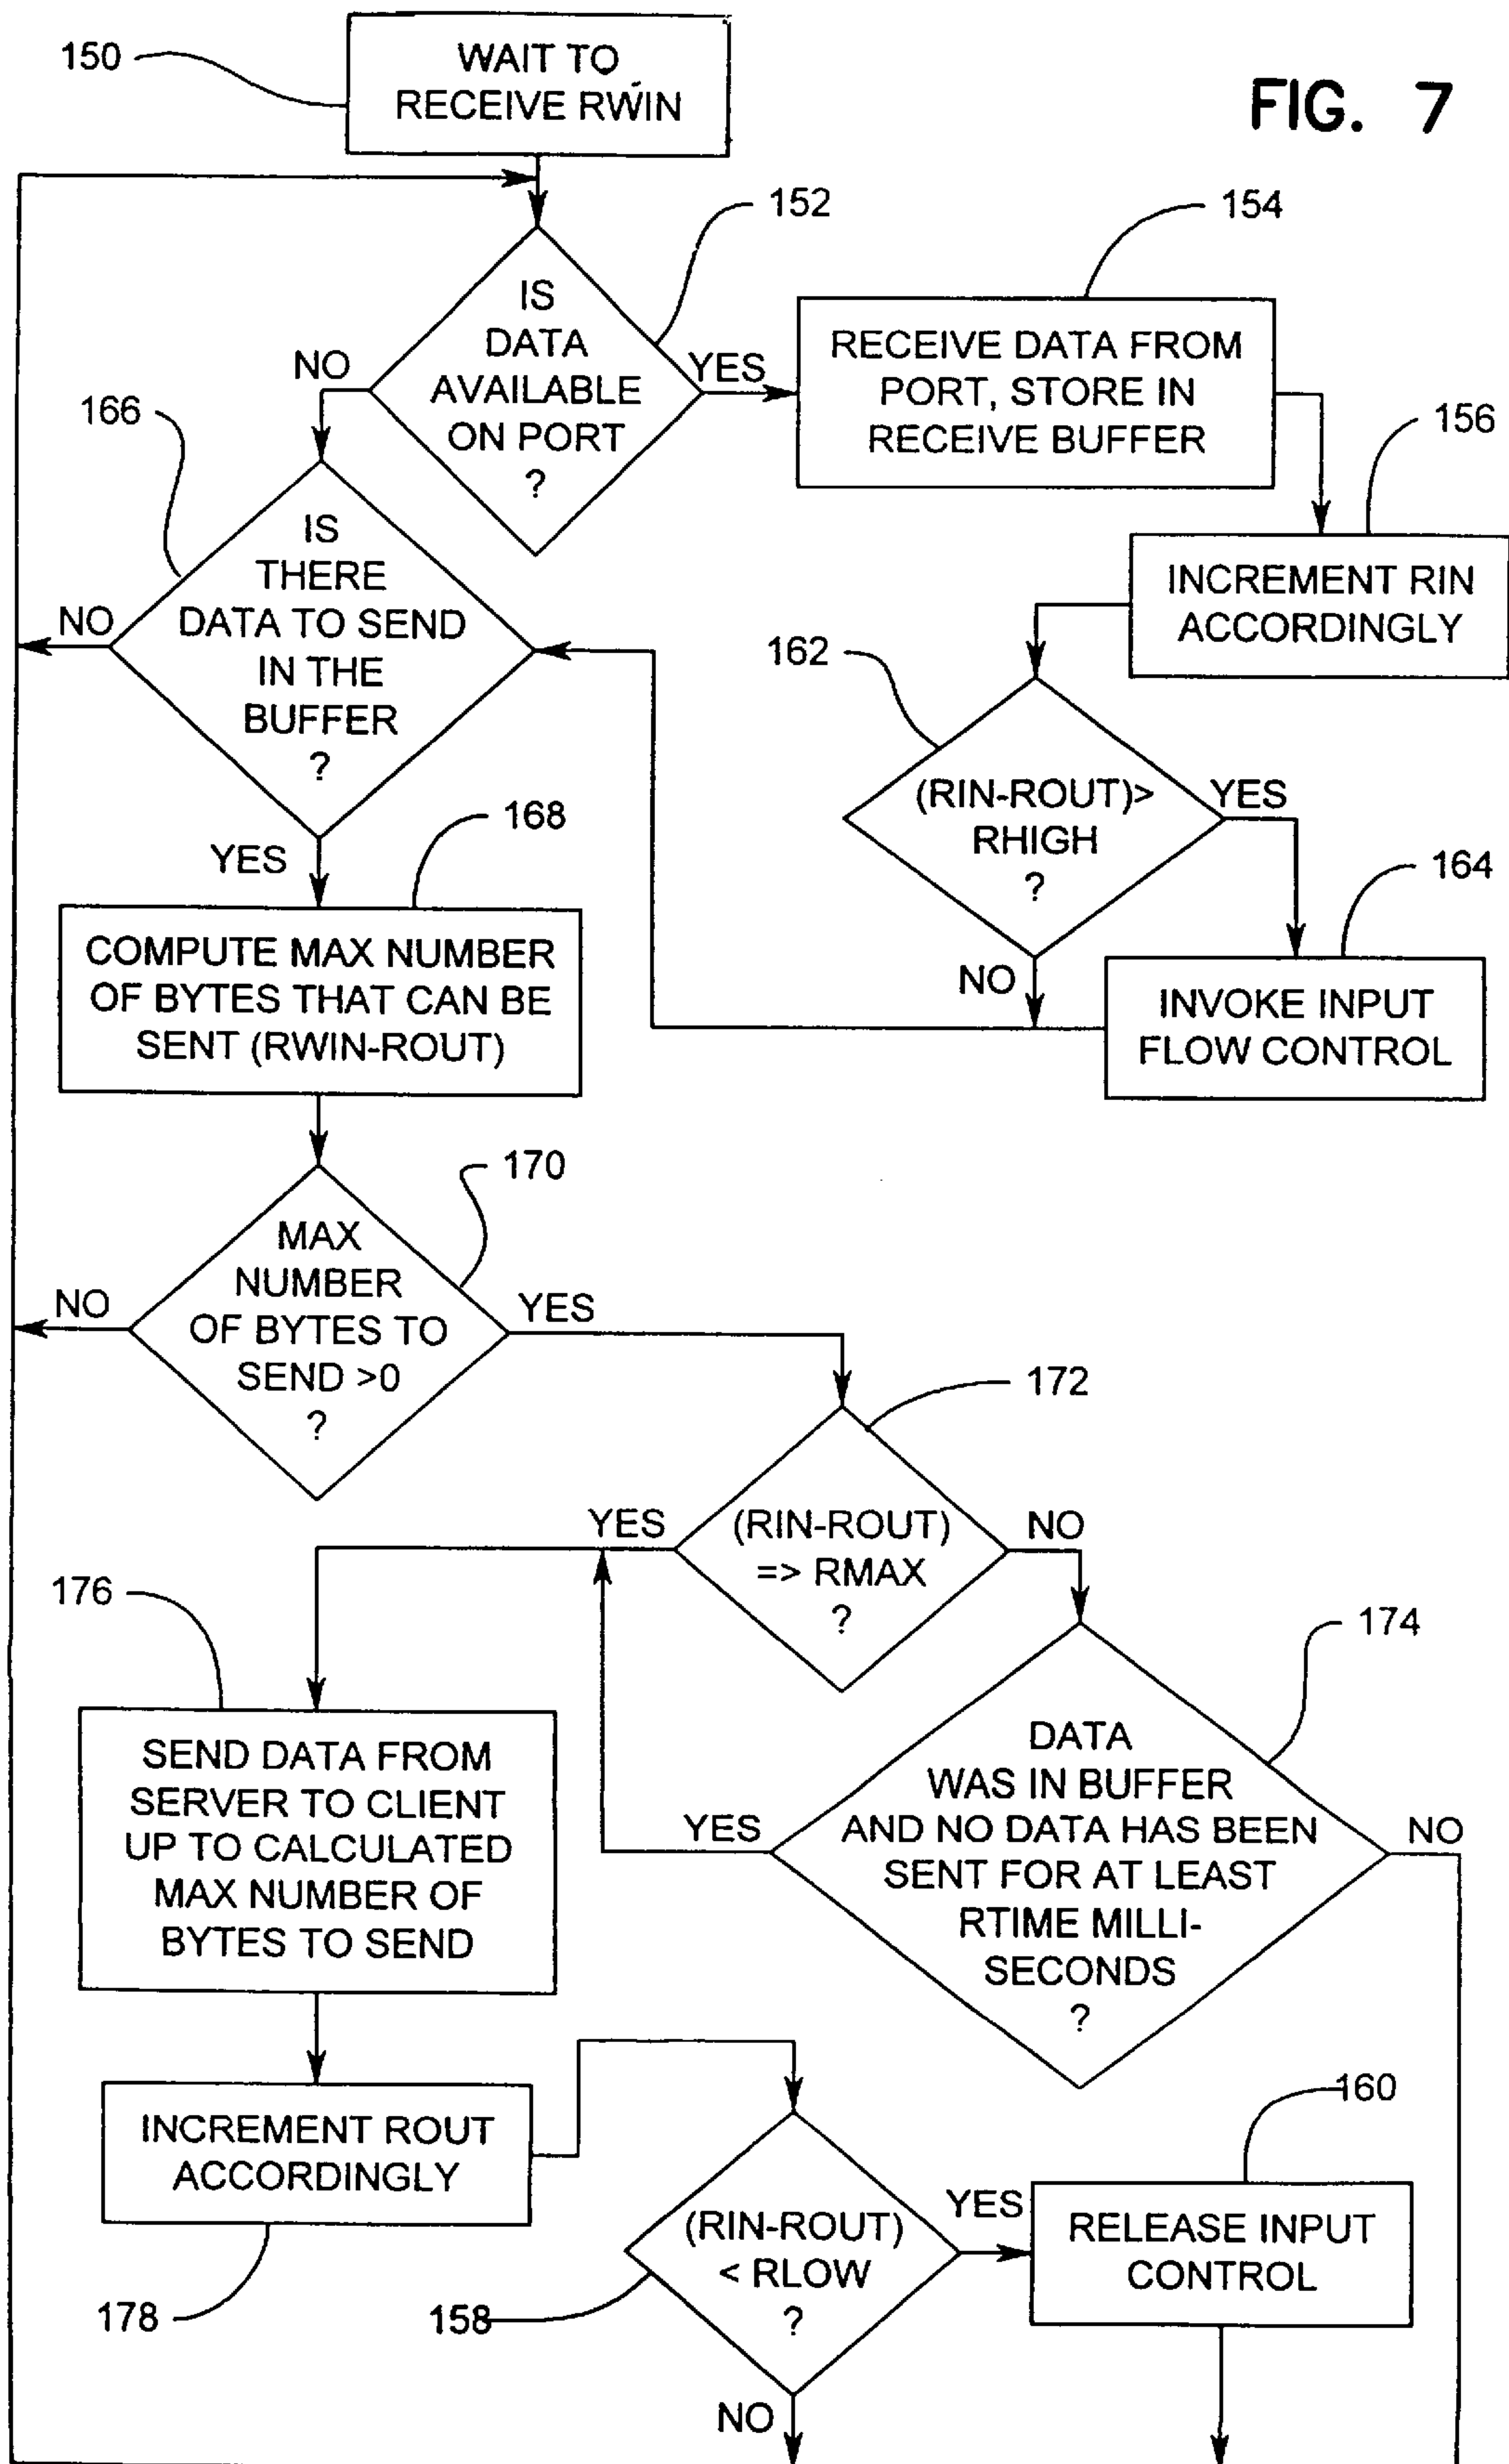 150
WAIT TO
RECEIVE RWIN
FIG. 7
152
IS
DATA
AVAILABLE
ON PORT
?
NO
YES
154
RECEIVE DATA FROM
PORT, STORE IN
RECEIVE BUFFER
156
INCREMENT RIN
ACCORDINGLY
166
IS
THERE
DATA TO SEND
IN THE
BUFFER
?
NO
YES
162
(RIN-ROUT)>
RHIGH
?
YES
NO
164
INVOKE INPUT
FLOW CONTROL
168
COMPUTE MAX NUMBER
OF BYTES THAT CAN BE
SENT (RWIN-ROUT)
170
MAX
NUMBER
OF BYTES TO
SEND >0
?
NO
YES
172
(RIN-ROUT)
=> RMAX
?
YES
NO
174
DATA
WAS IN BUFFER
AND NO DATA HAS BEEN
SENT FOR AT LEAST
RTIME MILLI-
SECONDS
?
YES
NO
176
SEND DATA FROM
SERVER TO CLIENT
UP TO CALCULATED
MAX NUMBER OF
BYTES TO SEND
INCREMENT ROUT
ACCORDINGLY
178
158
(RIN-ROUT)
< RLOW
?
YES
NO
160
RELEASE INPUT
CONTROL